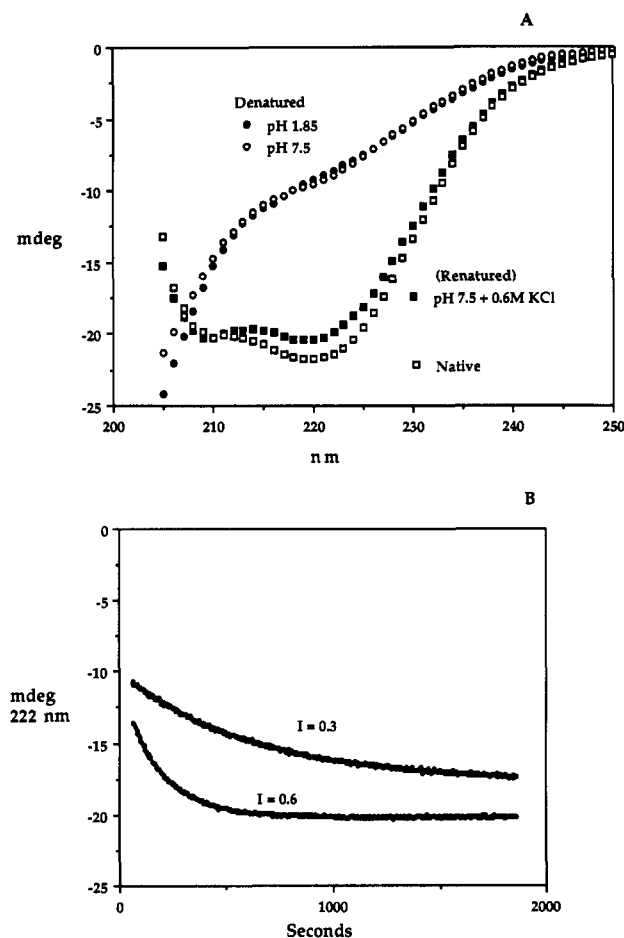 A
0
-5
-10
-15
-20
-25
mdeg
Denatured
pH 1.85
pH 7.5
(Renatured)
pH 7.5 + 0.6M KCl
Native
200
210
220
230
240
250
nm
B
0
-5
-10
-15
-20
-25
mdeg
222 nm
I = 0.3
I = 0.6
0
1000
2000
Seconds